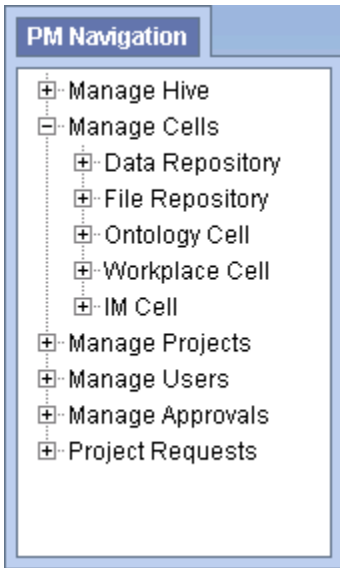 PM Navigation
Manage Hive
Manage Cells
Data Repository
File Repository
Ontology Cell
Workplace Cell
IM Cell
Manage Projects
Manage Users
Manage Approvals
Project Requests